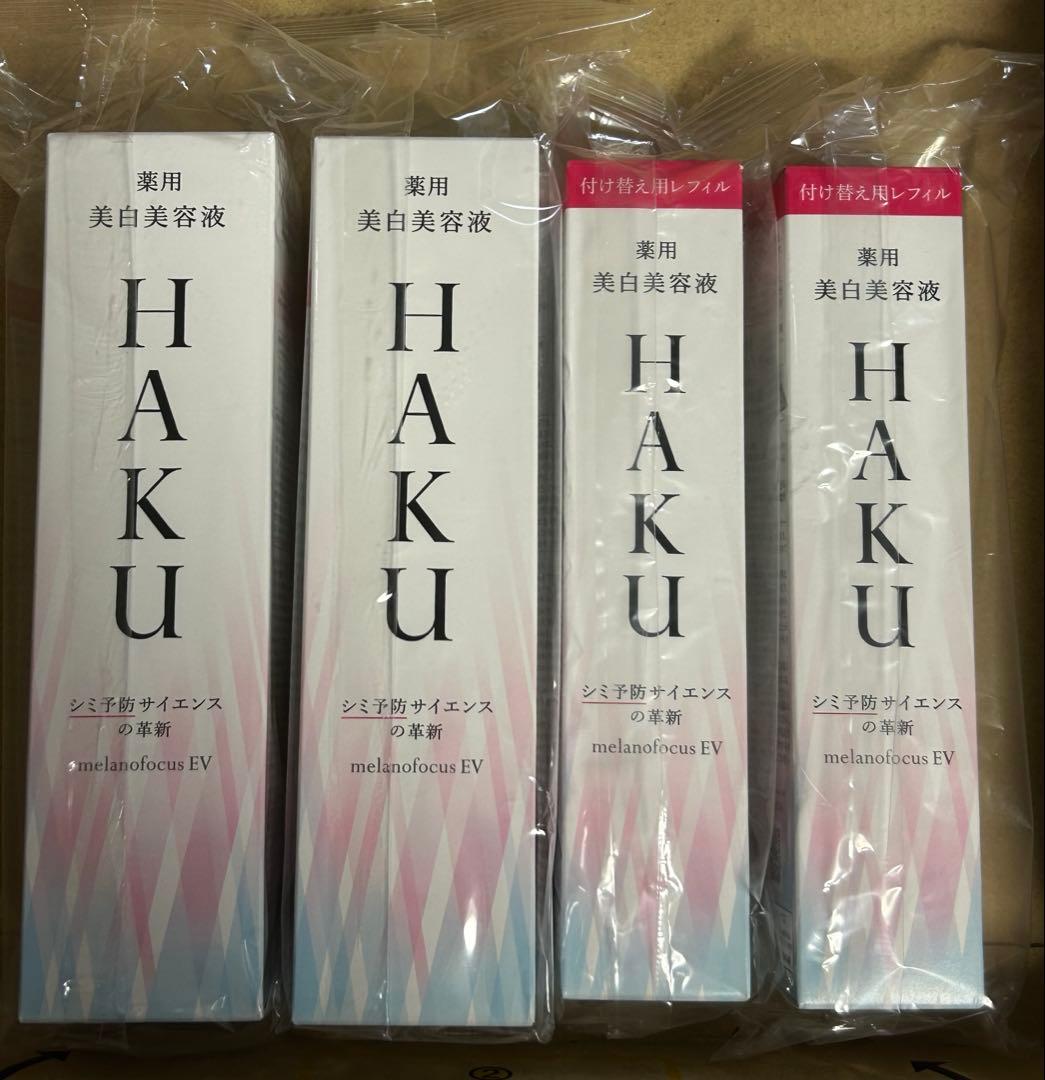 薬用
美白美容液
HAKU
シミ予防サイエンス
の革新
melanofocus EV
薬用
美白美容液
HAKU
シミ予防サイエンス
の革新
melanofocus EV
付け替え用レフィル
薬用
美白美容液
HAKU
シミ予防サイエンス
の革新
melanofocus EV
付け替え用レフィル
薬用
美白美容液
HAKU
シミ予防サイエンス
の革新
melanofocus EV
②